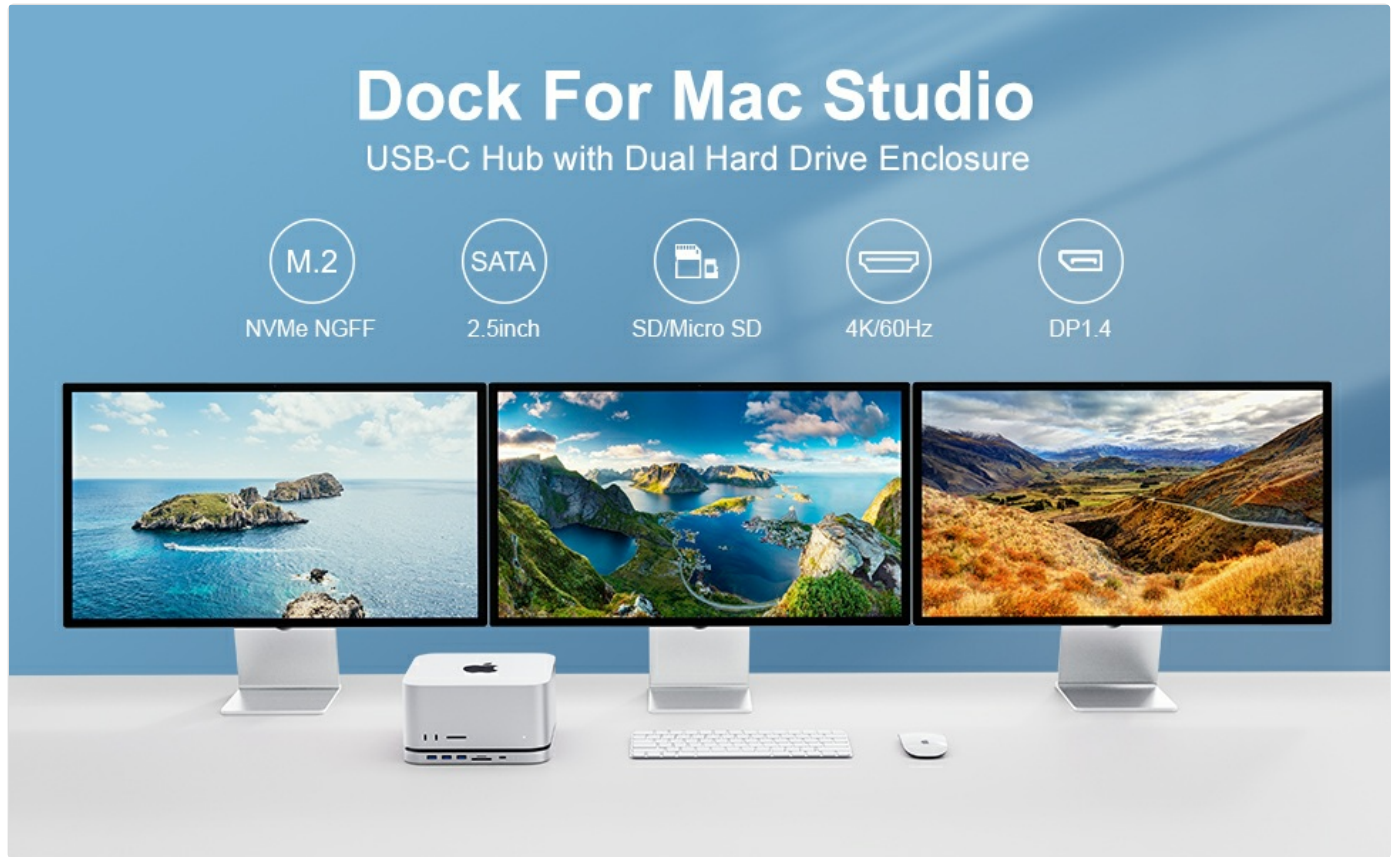 Dock For Mac Studio
USB-C Hub with Dual Hard Drive Enclosure
M.2
SATA
NVMe NGFF
2.5inch
SD/Micro SD
4K/60Hz
DP1.4